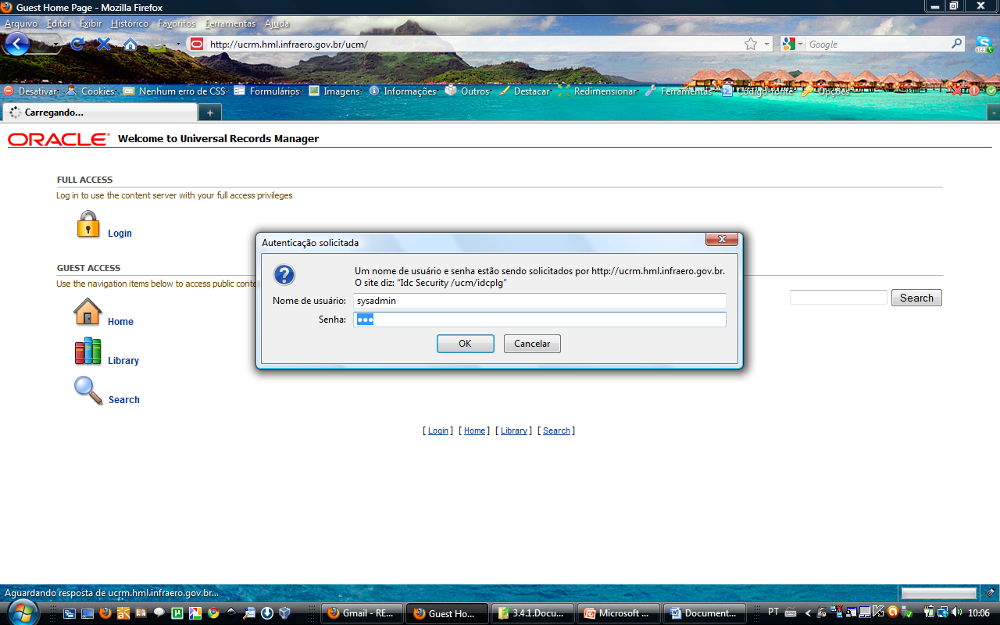 Guest Home Page - Mozilla Firefox
Arquivo Editar Exibir Histórico Favoritos Ferramentas Ajuda
http://ucrm.hml.infraero.gov.br/ucm/
Google
Desativar Cookies Nenhum erro de CSS Formulários Imagens Informações Outros Destacar Redimensionar Ferramentas Código-fonte Opções
Carregando...
ORACLE Welcome to Universal Records Manager
FULL ACCESS
Log in to use the content server with your full access privileges
Login
GUEST ACCESS
Use the navigation items below to access public conte
Home
Library
Search
Search
Autenticação solicitada
Um nome de usuário e senha estão sendo solicitados por http://ucrm.hml.infraero.gov.br.
O site diz: “Idc Security /ucm/idcplg”
Nome de usuário: sysadmin
Senha: •••
OK Cancelar
[ Login ] [ Home ] [ Library ] [ Search ]
Aguardando resposta de ucrm.hml.infraero.gov.br...
Gmail - RE... Guest Ho... 3.4.1.Docu... Microsoft ... Document... PT 10:06